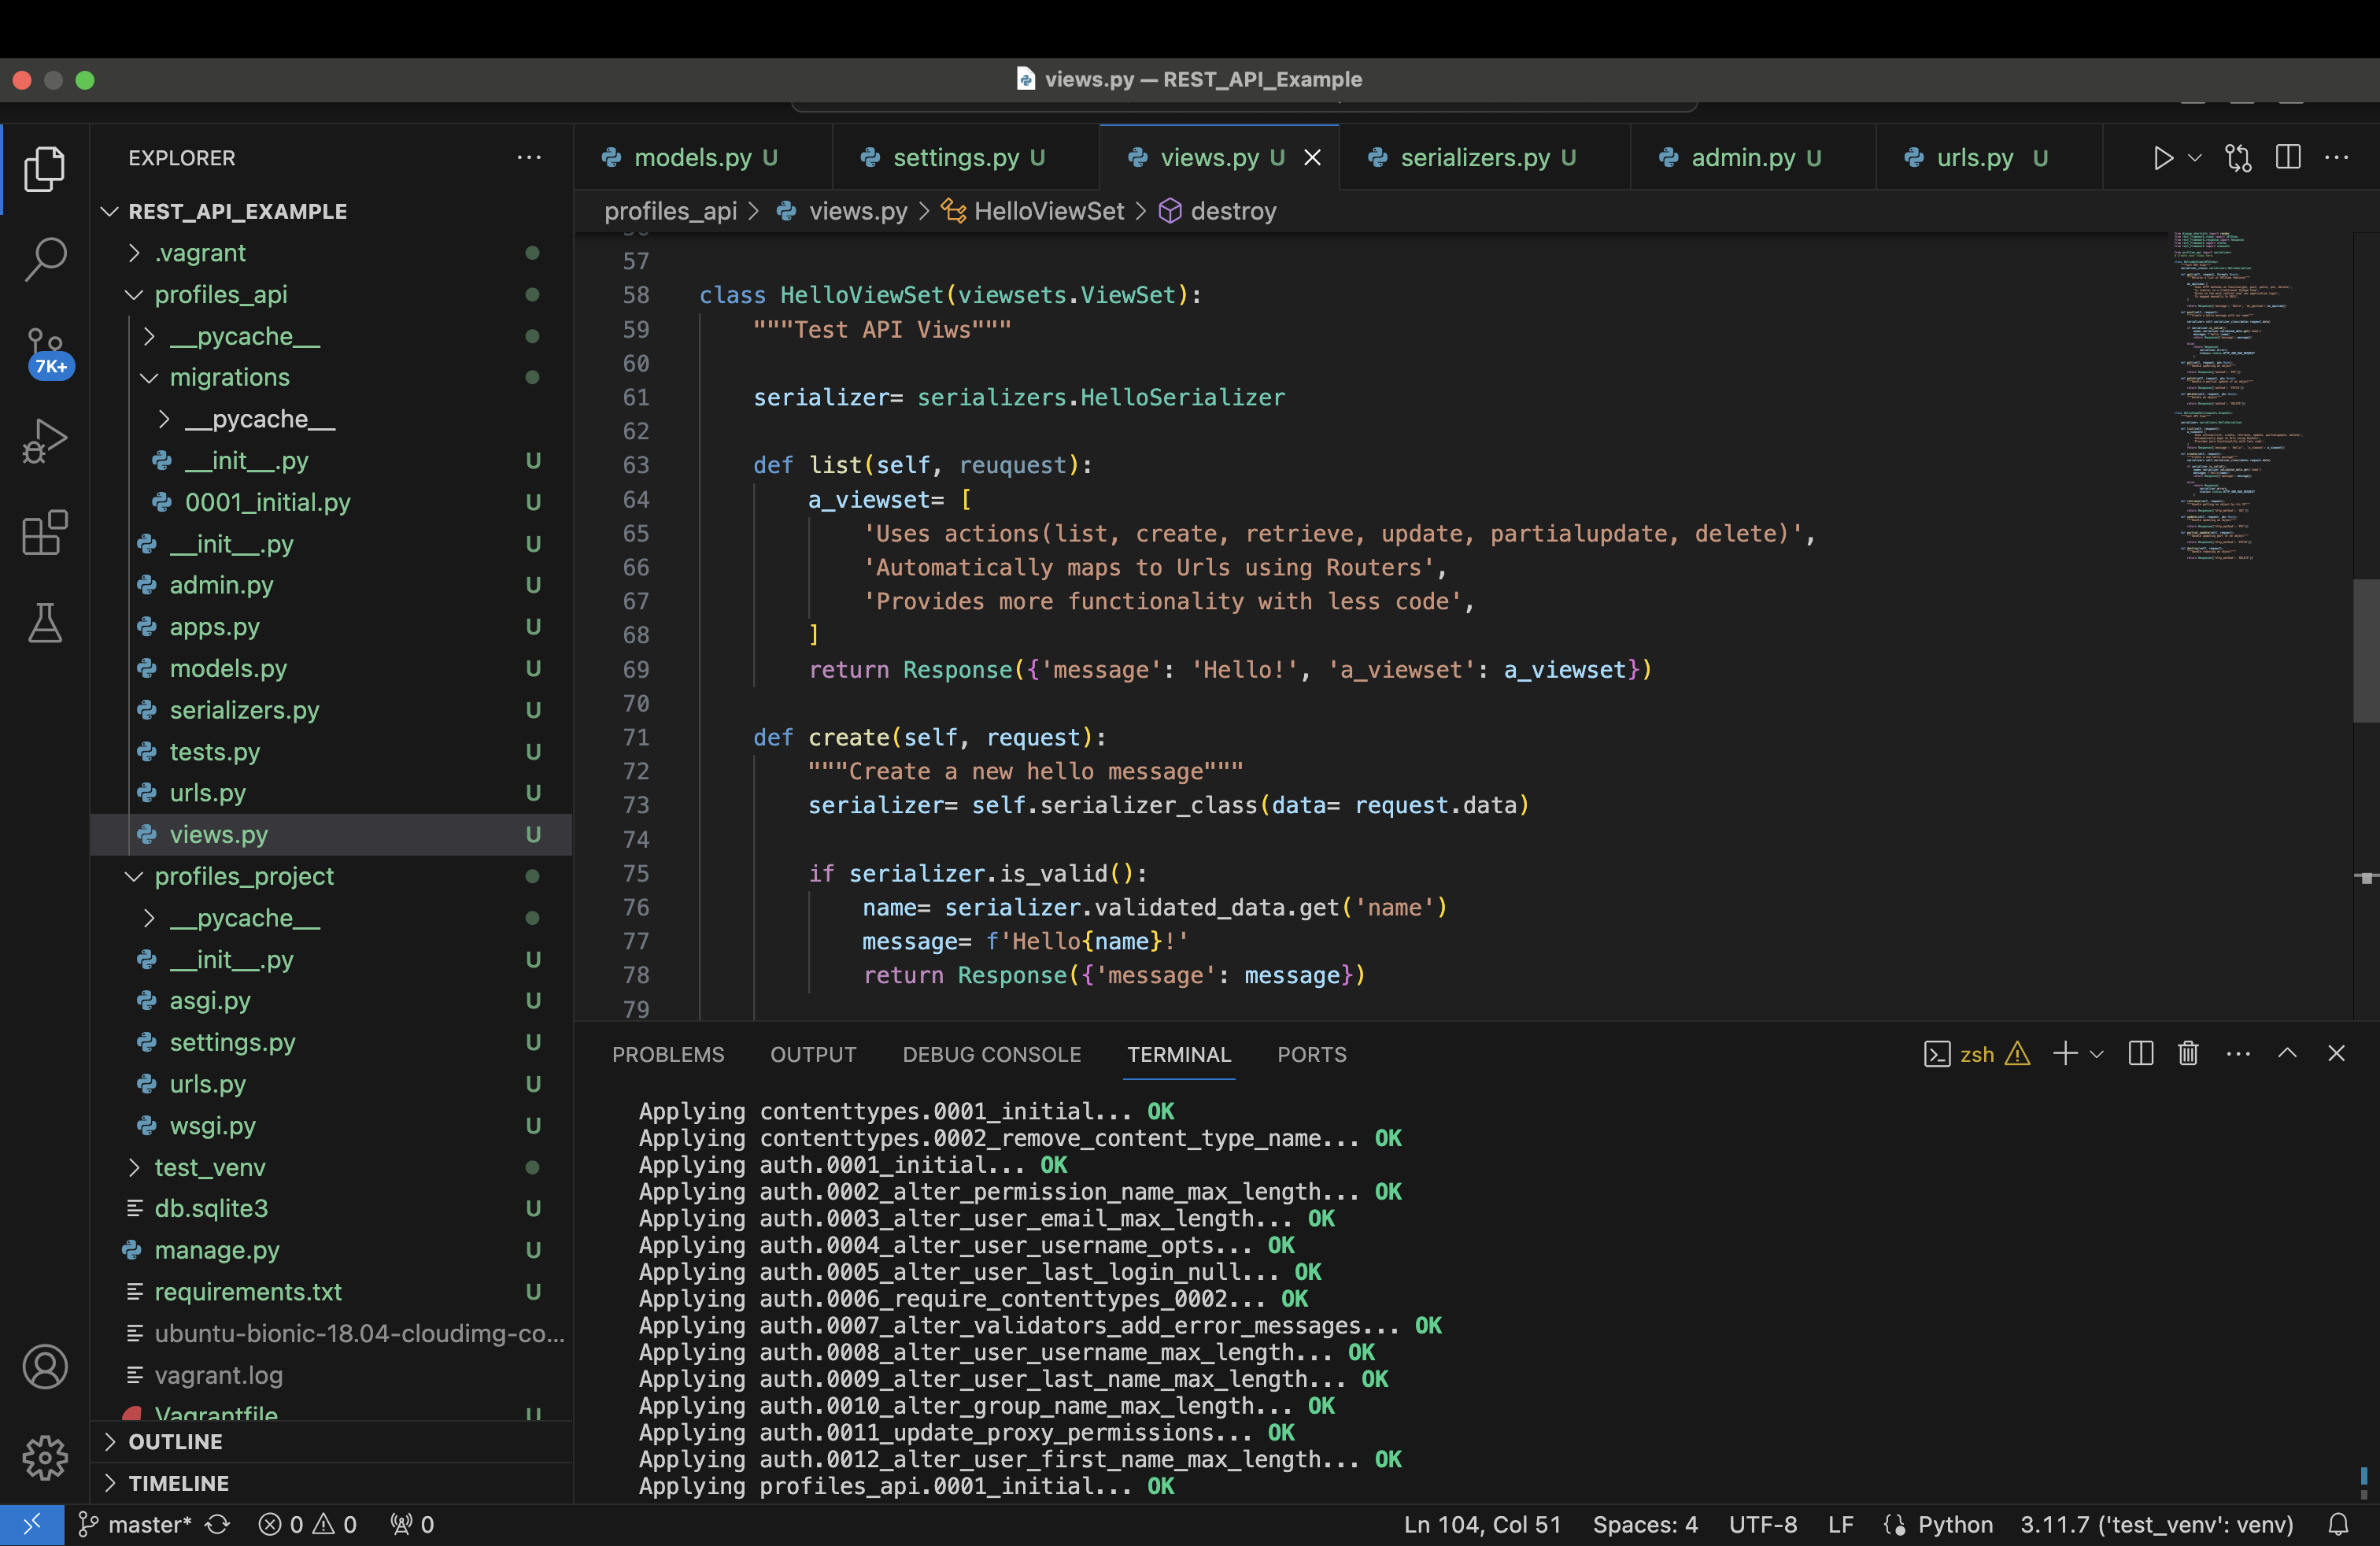 views.py — REST_API_Example
EXPLORER
REST_API_EXAMPLE
.vagrant
profiles_api
__pycache__
migrations
__pycache__
__init__.py U
0001_initial.py U
__init__.py U
admin.py U
apps.py U
models.py U
serializers.py U
tests.py U
urls.py U
views.py U
profiles_project
__pycache__
__init__.py U
asgi.py U
settings.py U
urls.py U
wsgi.py U
test_venv
db.sqlite3 U
manage.py U
requirements.txt U
ubuntu-bionic-18.04-cloudimg-co...
vagrant.log
Vagrantfile U
OUTLINE
TIMELINE
7K+
models.py U settings.py U views.py U serializers.py U admin.py U urls.py U
profiles_api > views.py > HelloViewSet > destroy
57
58 class HelloViewSet(viewsets.ViewSet):
59 """Test API Viws"""
60
61 serializer= serializers.HelloSerializer
62
63 def list(self, reuquest):
64 a_viewset= [
65 'Uses actions(list, create, retrieve, update, partialupdate, delete)',
66 'Automatically maps to Urls using Routers',
67 'Provides more functionality with less code',
68 ]
69 return Response({'message': 'Hello!', 'a_viewset': a_viewset})
70
71 def create(self, request):
72 """Create a new hello message"""
73 serializer= self.serializer_class(data= request.data)
74
75 if serializer.is_valid():
76 name= serializer.validated_data.get('name')
77 message= f'Hello{name}!'
78 return Response({'message': message})
79
PROBLEMS OUTPUT DEBUG CONSOLE TERMINAL PORTS
zsh
Applying contenttypes.0001_initial... OK
Applying contenttypes.0002_remove_content_type_name... OK
Applying auth.0001_initial... OK
Applying auth.0002_alter_permission_name_max_length... OK
Applying auth.0003_alter_user_email_max_length... OK
Applying auth.0004_alter_user_username_opts... OK
Applying auth.0005_alter_user_last_login_null... OK
Applying auth.0006_require_contenttypes_0002... OK
Applying auth.0007_alter_validators_add_error_messages... OK
Applying auth.0008_alter_user_username_max_length... OK
Applying auth.0009_alter_user_last_name_max_length... OK
Applying auth.0010_alter_group_name_max_length... OK
Applying auth.0011_update_proxy_permissions... OK
Applying auth.0012_alter_user_first_name_max_length... OK
Applying profiles_api.0001_initial... OK
master* 0 0 0 Ln 104, Col 51 Spaces: 4 UTF-8 LF Python 3.11.7 ('test_venv': venv)